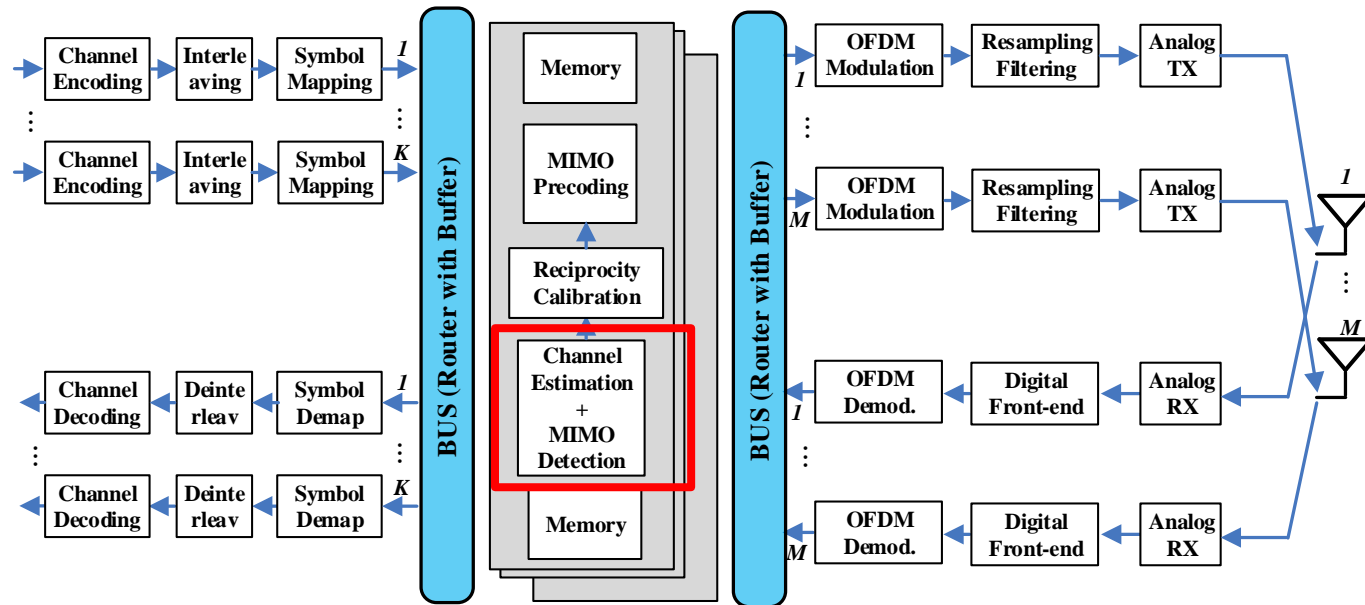 Channel
Encoding
Interle
aving
Symbol
Mapping
1
...
...
Channel
Encoding
Interle
aving
Symbol
Mapping
K
Channel
Decoding
Deinte
rleav
Symbol
Demap
1
...
...
Channel
Decoding
Deinte
rleav
Symbol
Demap
K
BUS (Router with Buffer)
Memory
MIMO
Precoding
Reciprocity
Calibration
Channel
Estimation
+
MIMO
Detection
Memory
BUS (Router with Buffer)
1
OFDM
Modulation
Resampling
Filtering
Analog
TX
...
M
OFDM
Modulation
Resampling
Filtering
Analog
TX
1
...
M
1
OFDM
Demod.
Digital
Front-end
Analog
RX
...
M
OFDM
Demod.
Digital
Front-end
Analog
RX